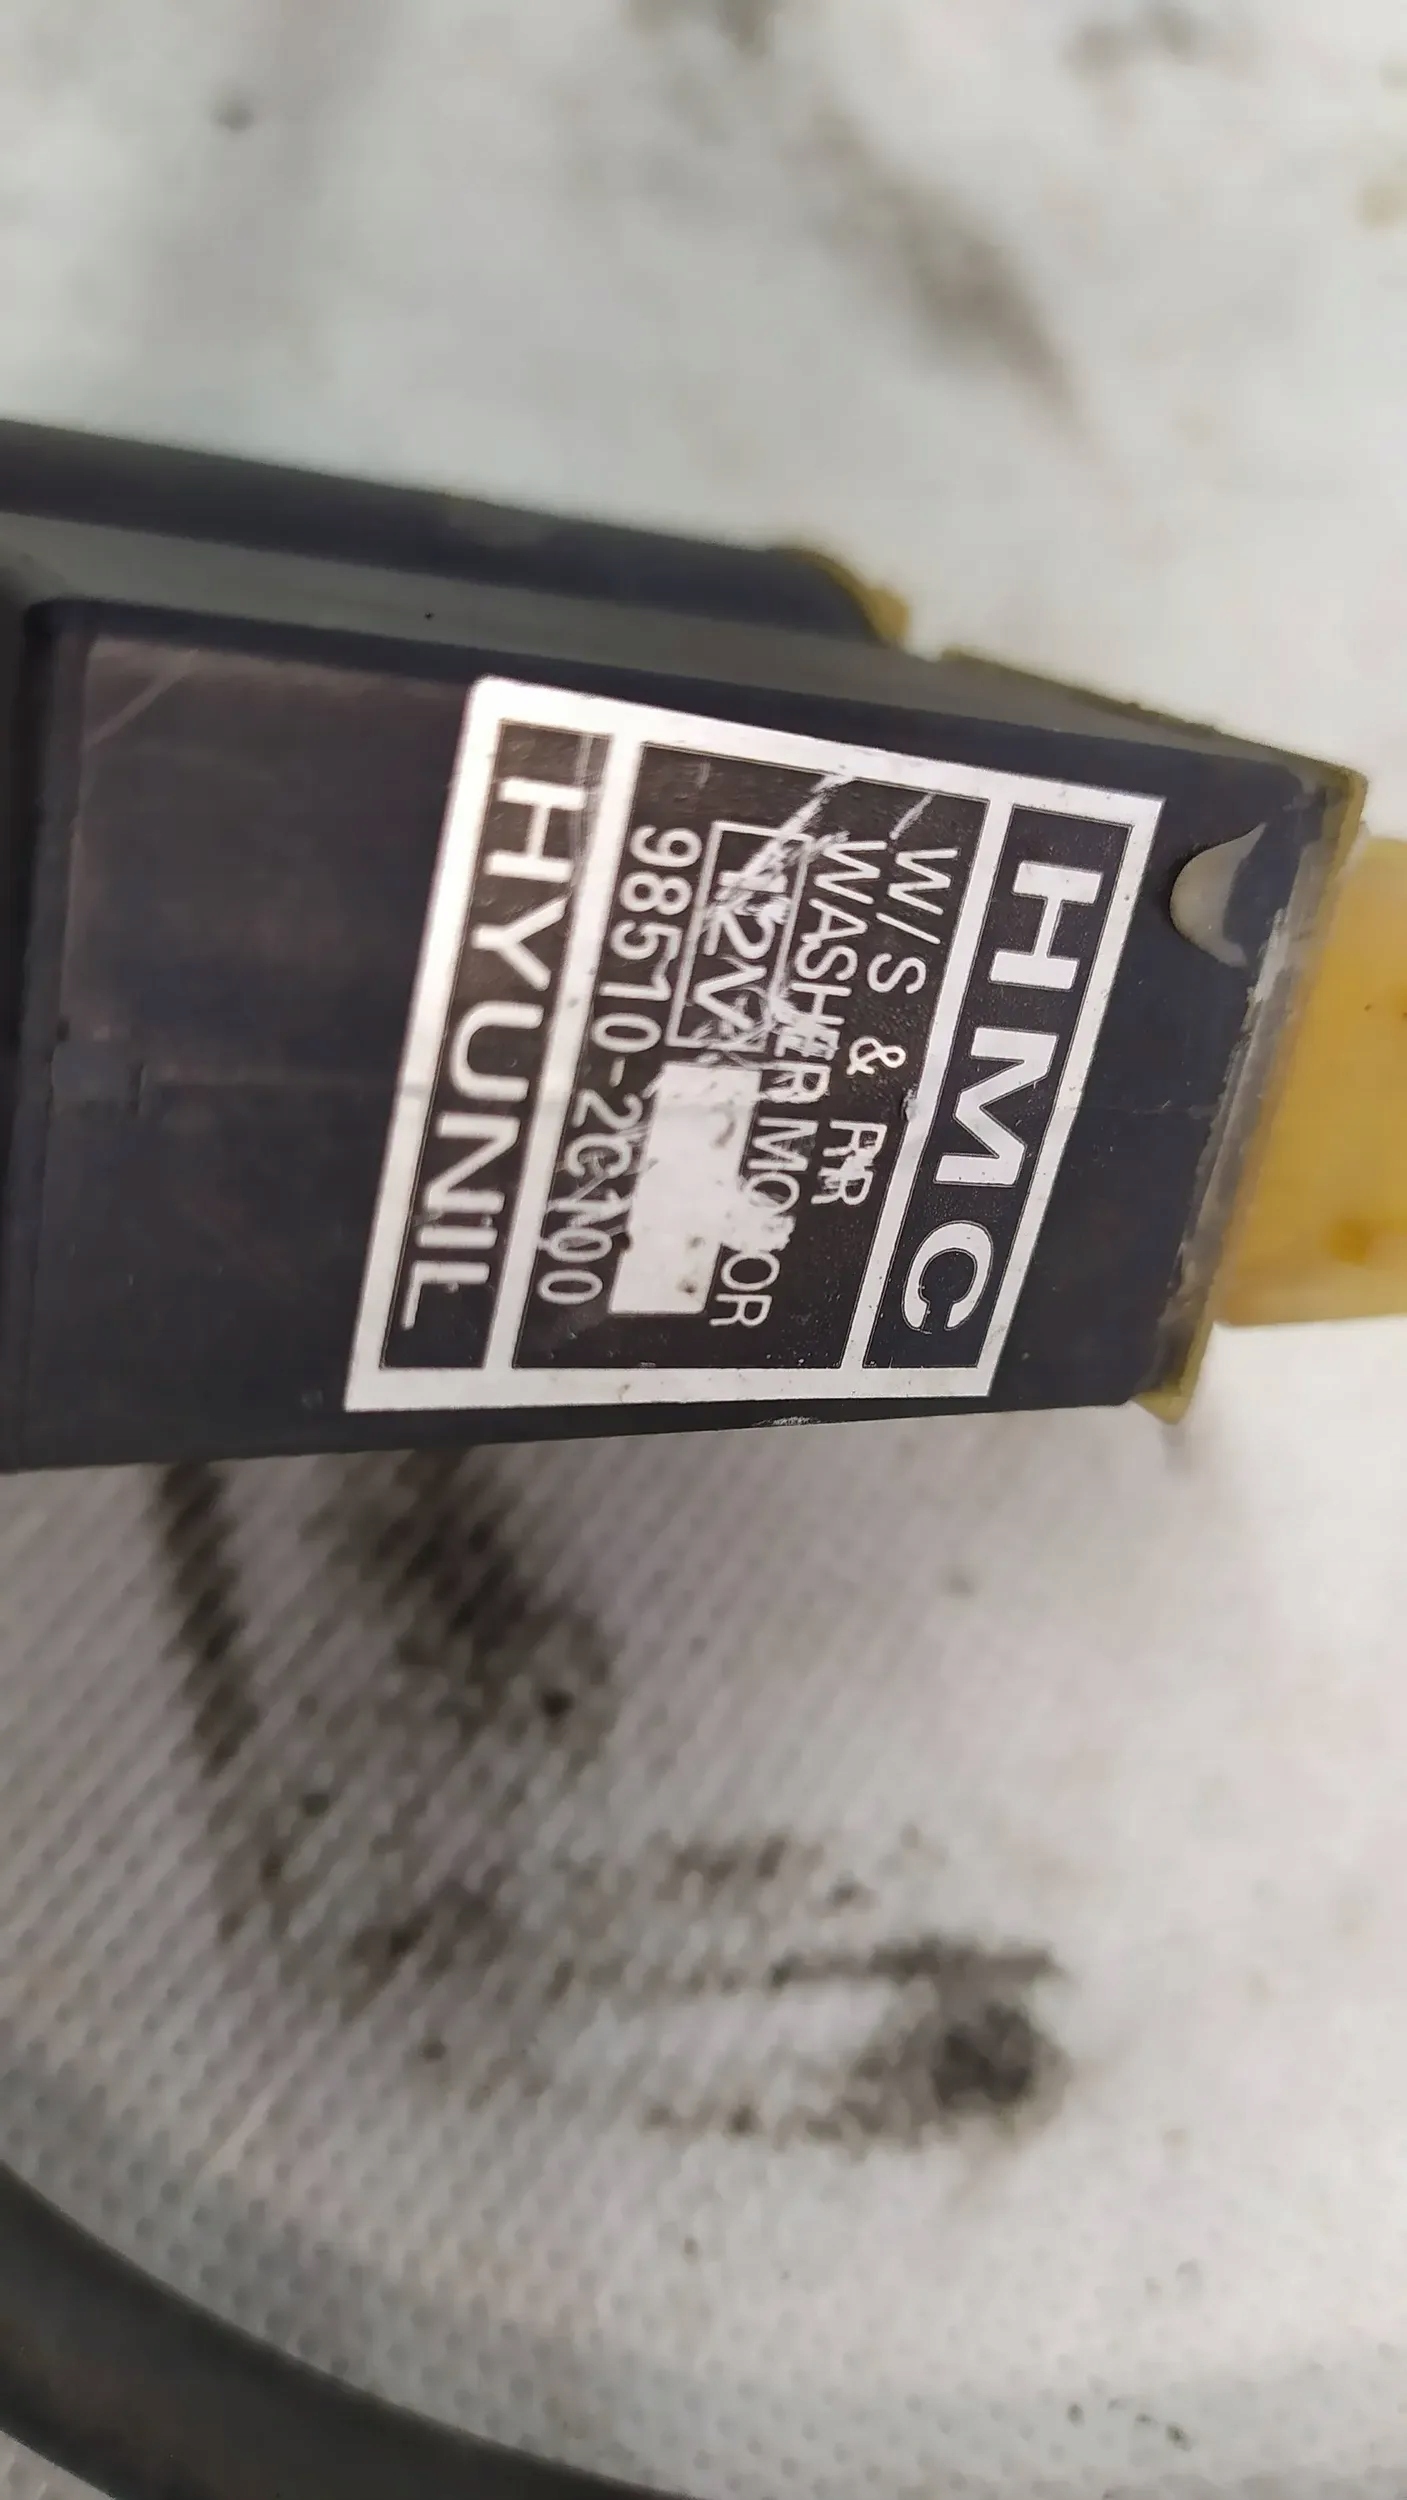 HMC
W/S & RR
WASHER MOTOR
12V
98510-2C100
HYUNIL